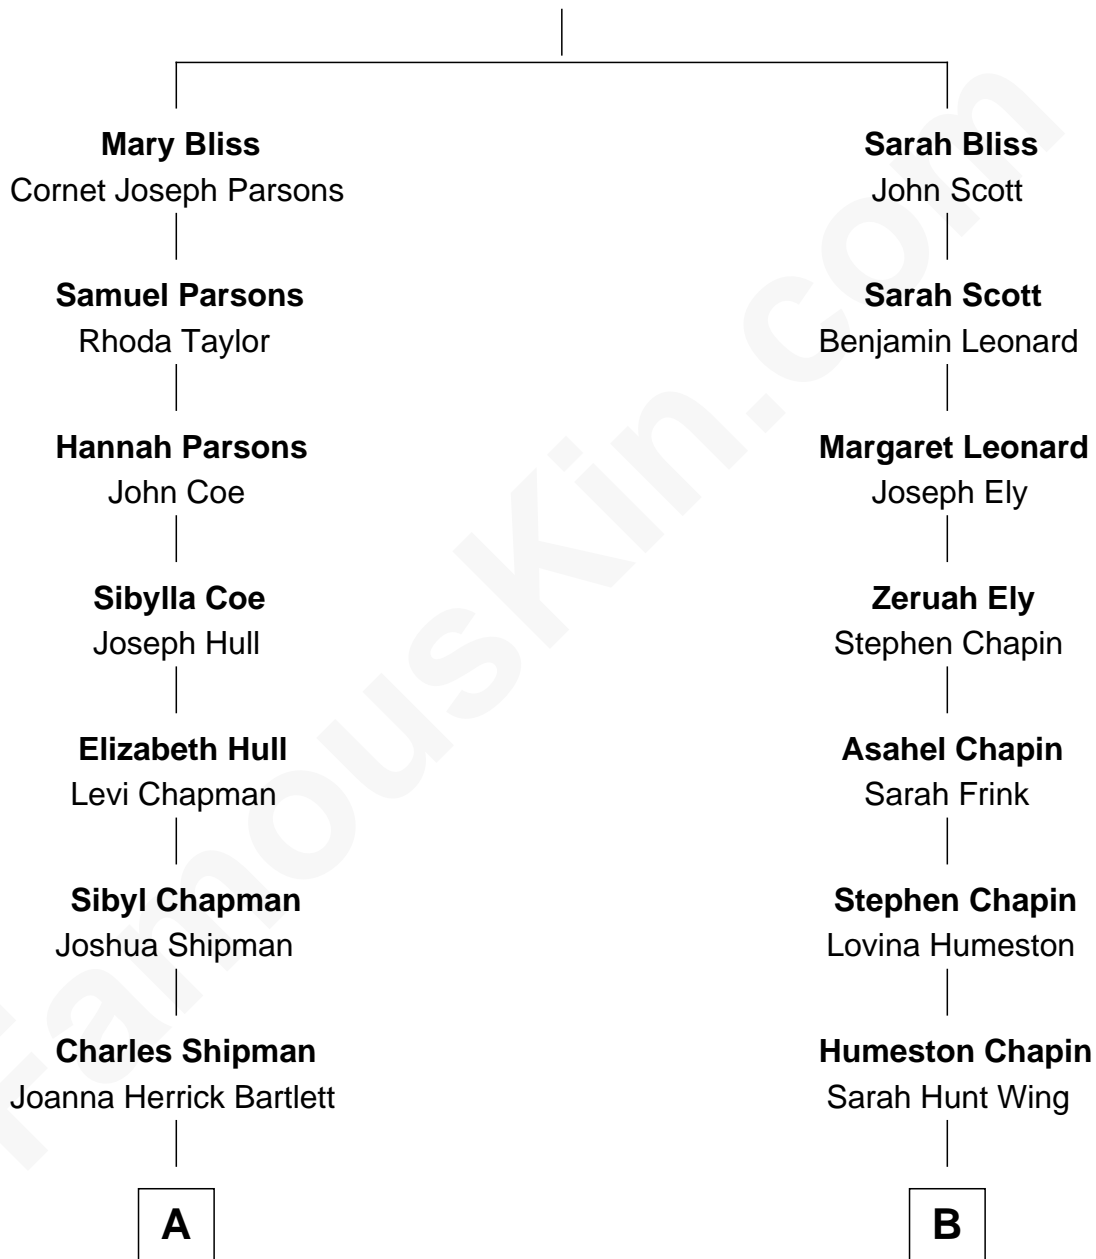 Mary Bliss
Cornet Joseph Parsons
Samuel Parsons
Rhoda Taylor
Hannah Parsons
John Coe
Sibylla Coe
Joseph Hull
Elizabeth Hull
Levi Chapman
Sibyl Chapman
Joshua Shipman
Charles Shipman
Joanna Herrick Bartlett
A
Sarah Bliss
John Scott
Sarah Scott
Benjamin Leonard
Margaret Leonard
Joseph Ely
Zeruah Ely
Stephen Chapin
Asahel Chapin
Sarah Frink
Stephen Chapin
Lovina Humeston
Humeston Chapin
Sarah Hunt Wing
B
FamousKin.com